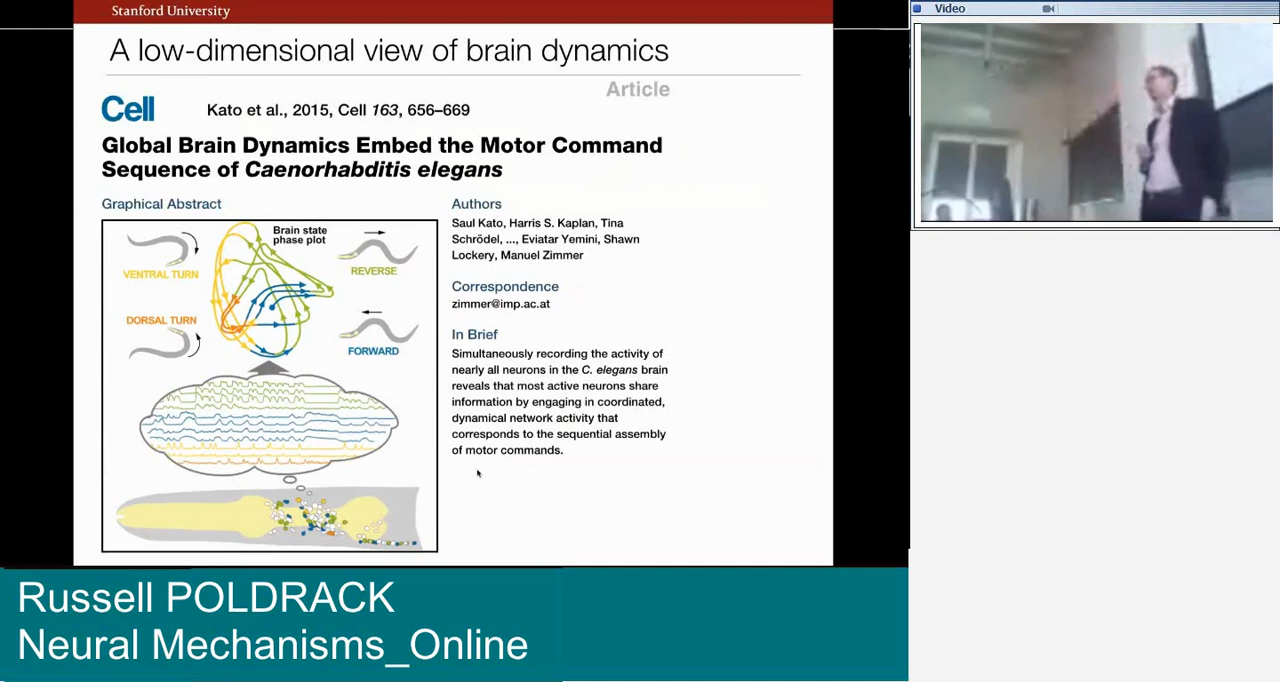 Stanford University
A low-dimensional view of brain dynamics
Article
Cell
Kato et al., 2015, Cell 163, 656–669
Global Brain Dynamics Embed the Motor Command
Sequence of Caenorhabditis elegans
Graphical Abstract
Brain state
phase plot
VENTRAL TURN
REVERSE
DORSAL TURN
FORWARD
Authors
Saul Kato, Harris S. Kaplan, Tina
Schrödel, ..., Eviatar Yemini, Shawn
Lockery, Manuel Zimmer
Correspondence
zimmer@imp.ac.at
In Brief
Simultaneously recording the activity of
nearly all neurons in the C. elegans brain
reveals that most active neurons share
information by engaging in coordinated,
dynamical network activity that
corresponds to the sequential assembly
of motor commands.
Video
Russell POLDRACK
Neural Mechanisms_Online